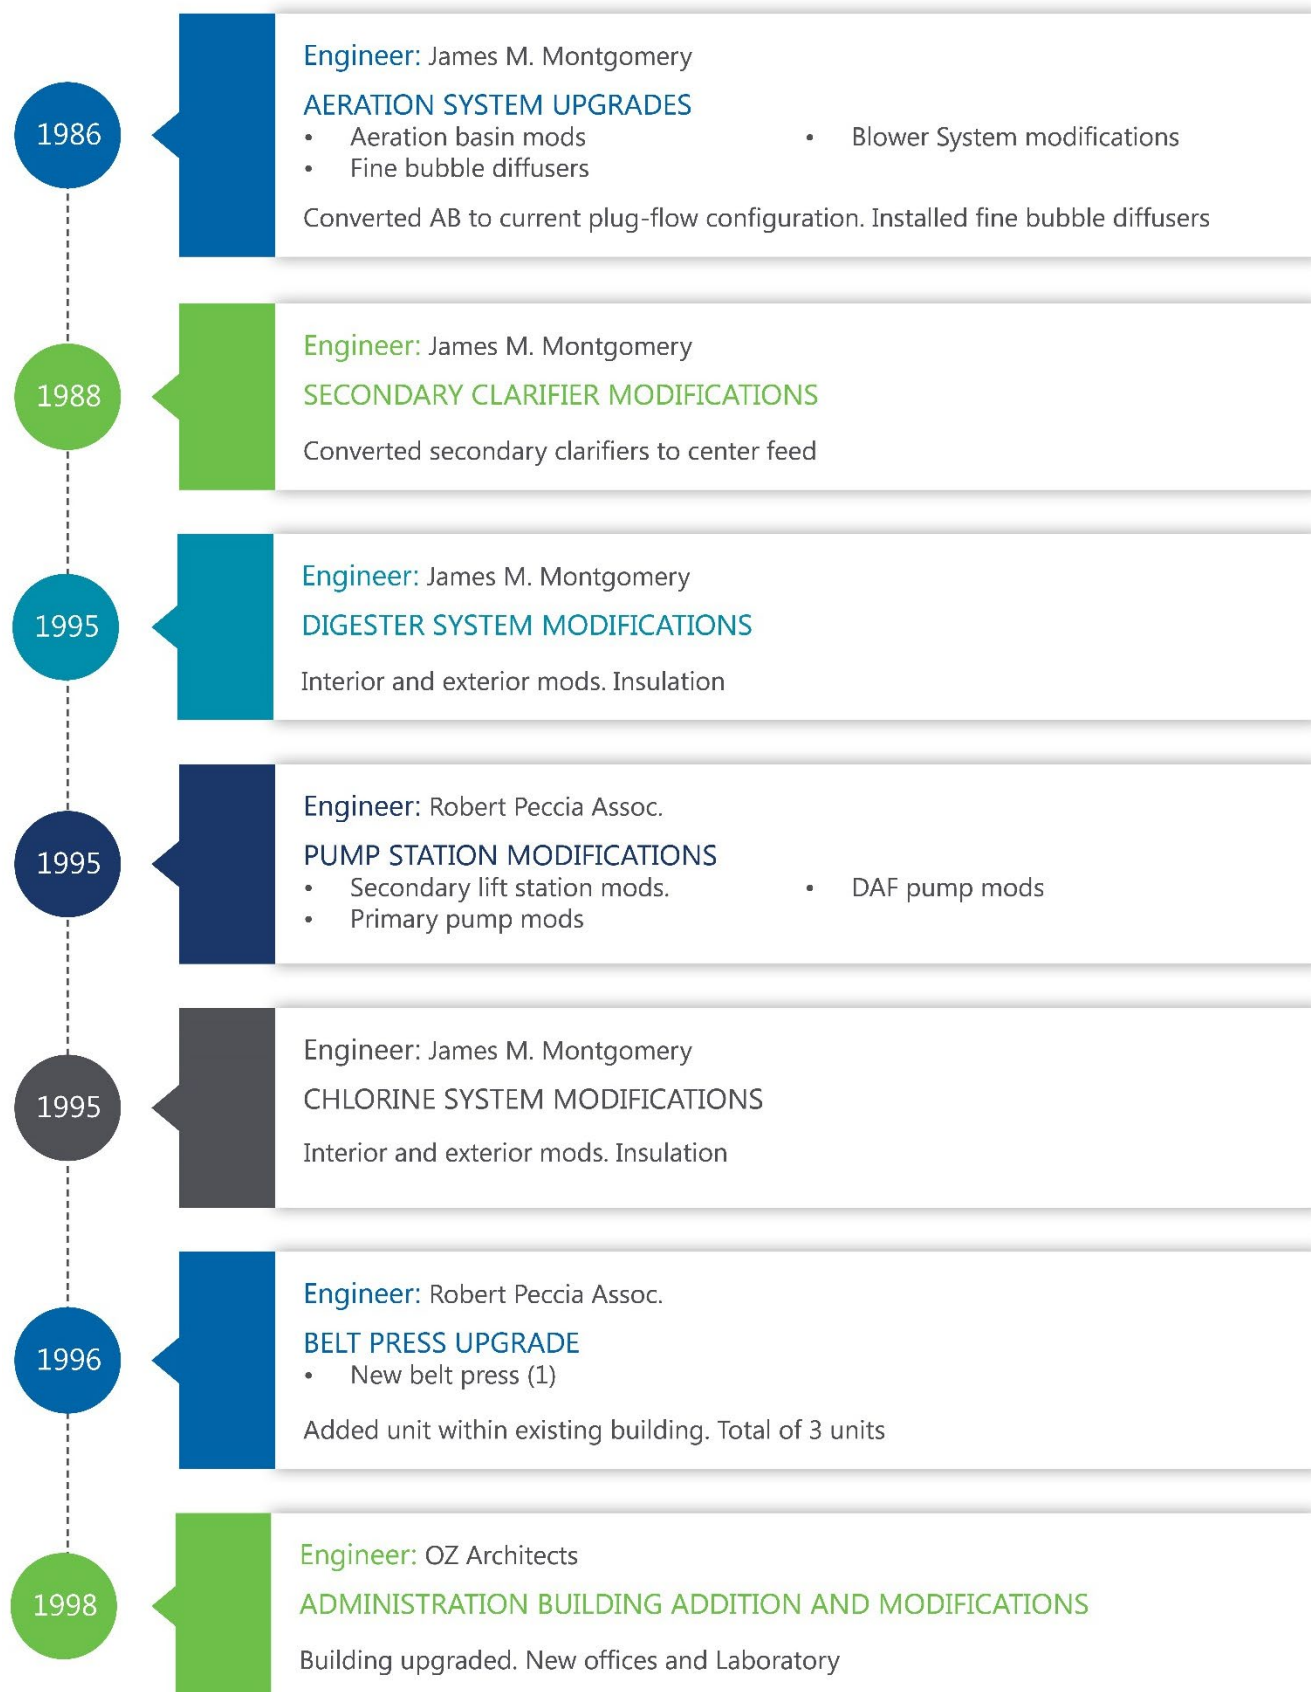 1986
Engineer: James M. Montgomery
AERATION SYSTEM UPGRADES
• Aeration basin mods
• Fine bubble diffusers
• Blower System modifications
Converted AB to current plug-flow configuration. Installed fine bubble diffusers
1988
Engineer: James M. Montgomery
SECONDARY CLARIFIER MODIFICATIONS
Converted secondary clarifiers to center feed
1995
Engineer: James M. Montgomery
DIGESTER SYSTEM MODIFICATIONS
Interior and exterior mods. Insulation
1995
Engineer: Robert Peccia Assoc.
PUMP STATION MODIFICATIONS
• Secondary lift station mods.
• Primary pump mods
• DAF pump mods
1995
Engineer: James M. Montgomery
CHLORINE SYSTEM MODIFICATIONS
Interior and exterior mods. Insulation
1996
Engineer: Robert Peccia Assoc.
BELT PRESS UPGRADE
• New belt press (1)
Added unit within existing building. Total of 3 units
1998
Engineer: OZ Architects
ADMINISTRATION BUILDING ADDITION AND MODIFICATIONS
Building upgraded. New offices and Laboratory